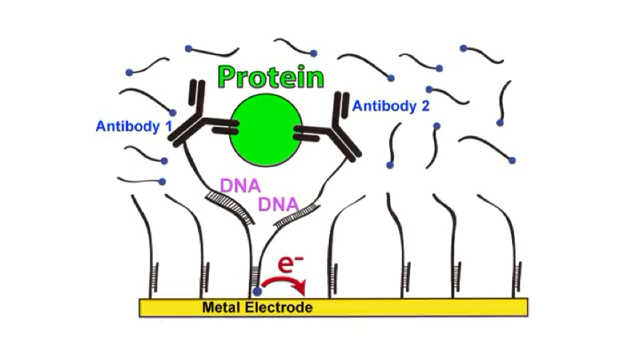 Protein
Antibody 1
Antibody 2
DNA
DNA
e⁻
Metal Electrode